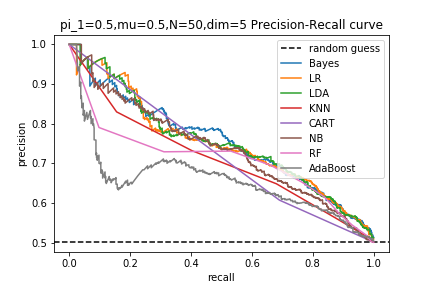 pi_1=0.5,mu=0.5,N=50,dim=5 Precision-Recall curve
1.0
0.9
0.8
0.7
0.6
0.5
precision
random guess
Bayes
LR
LDA
KNN
CART
NB
RF
AdaBoost
0.0 0.2 0.4 0.6 0.8 1.0
recall